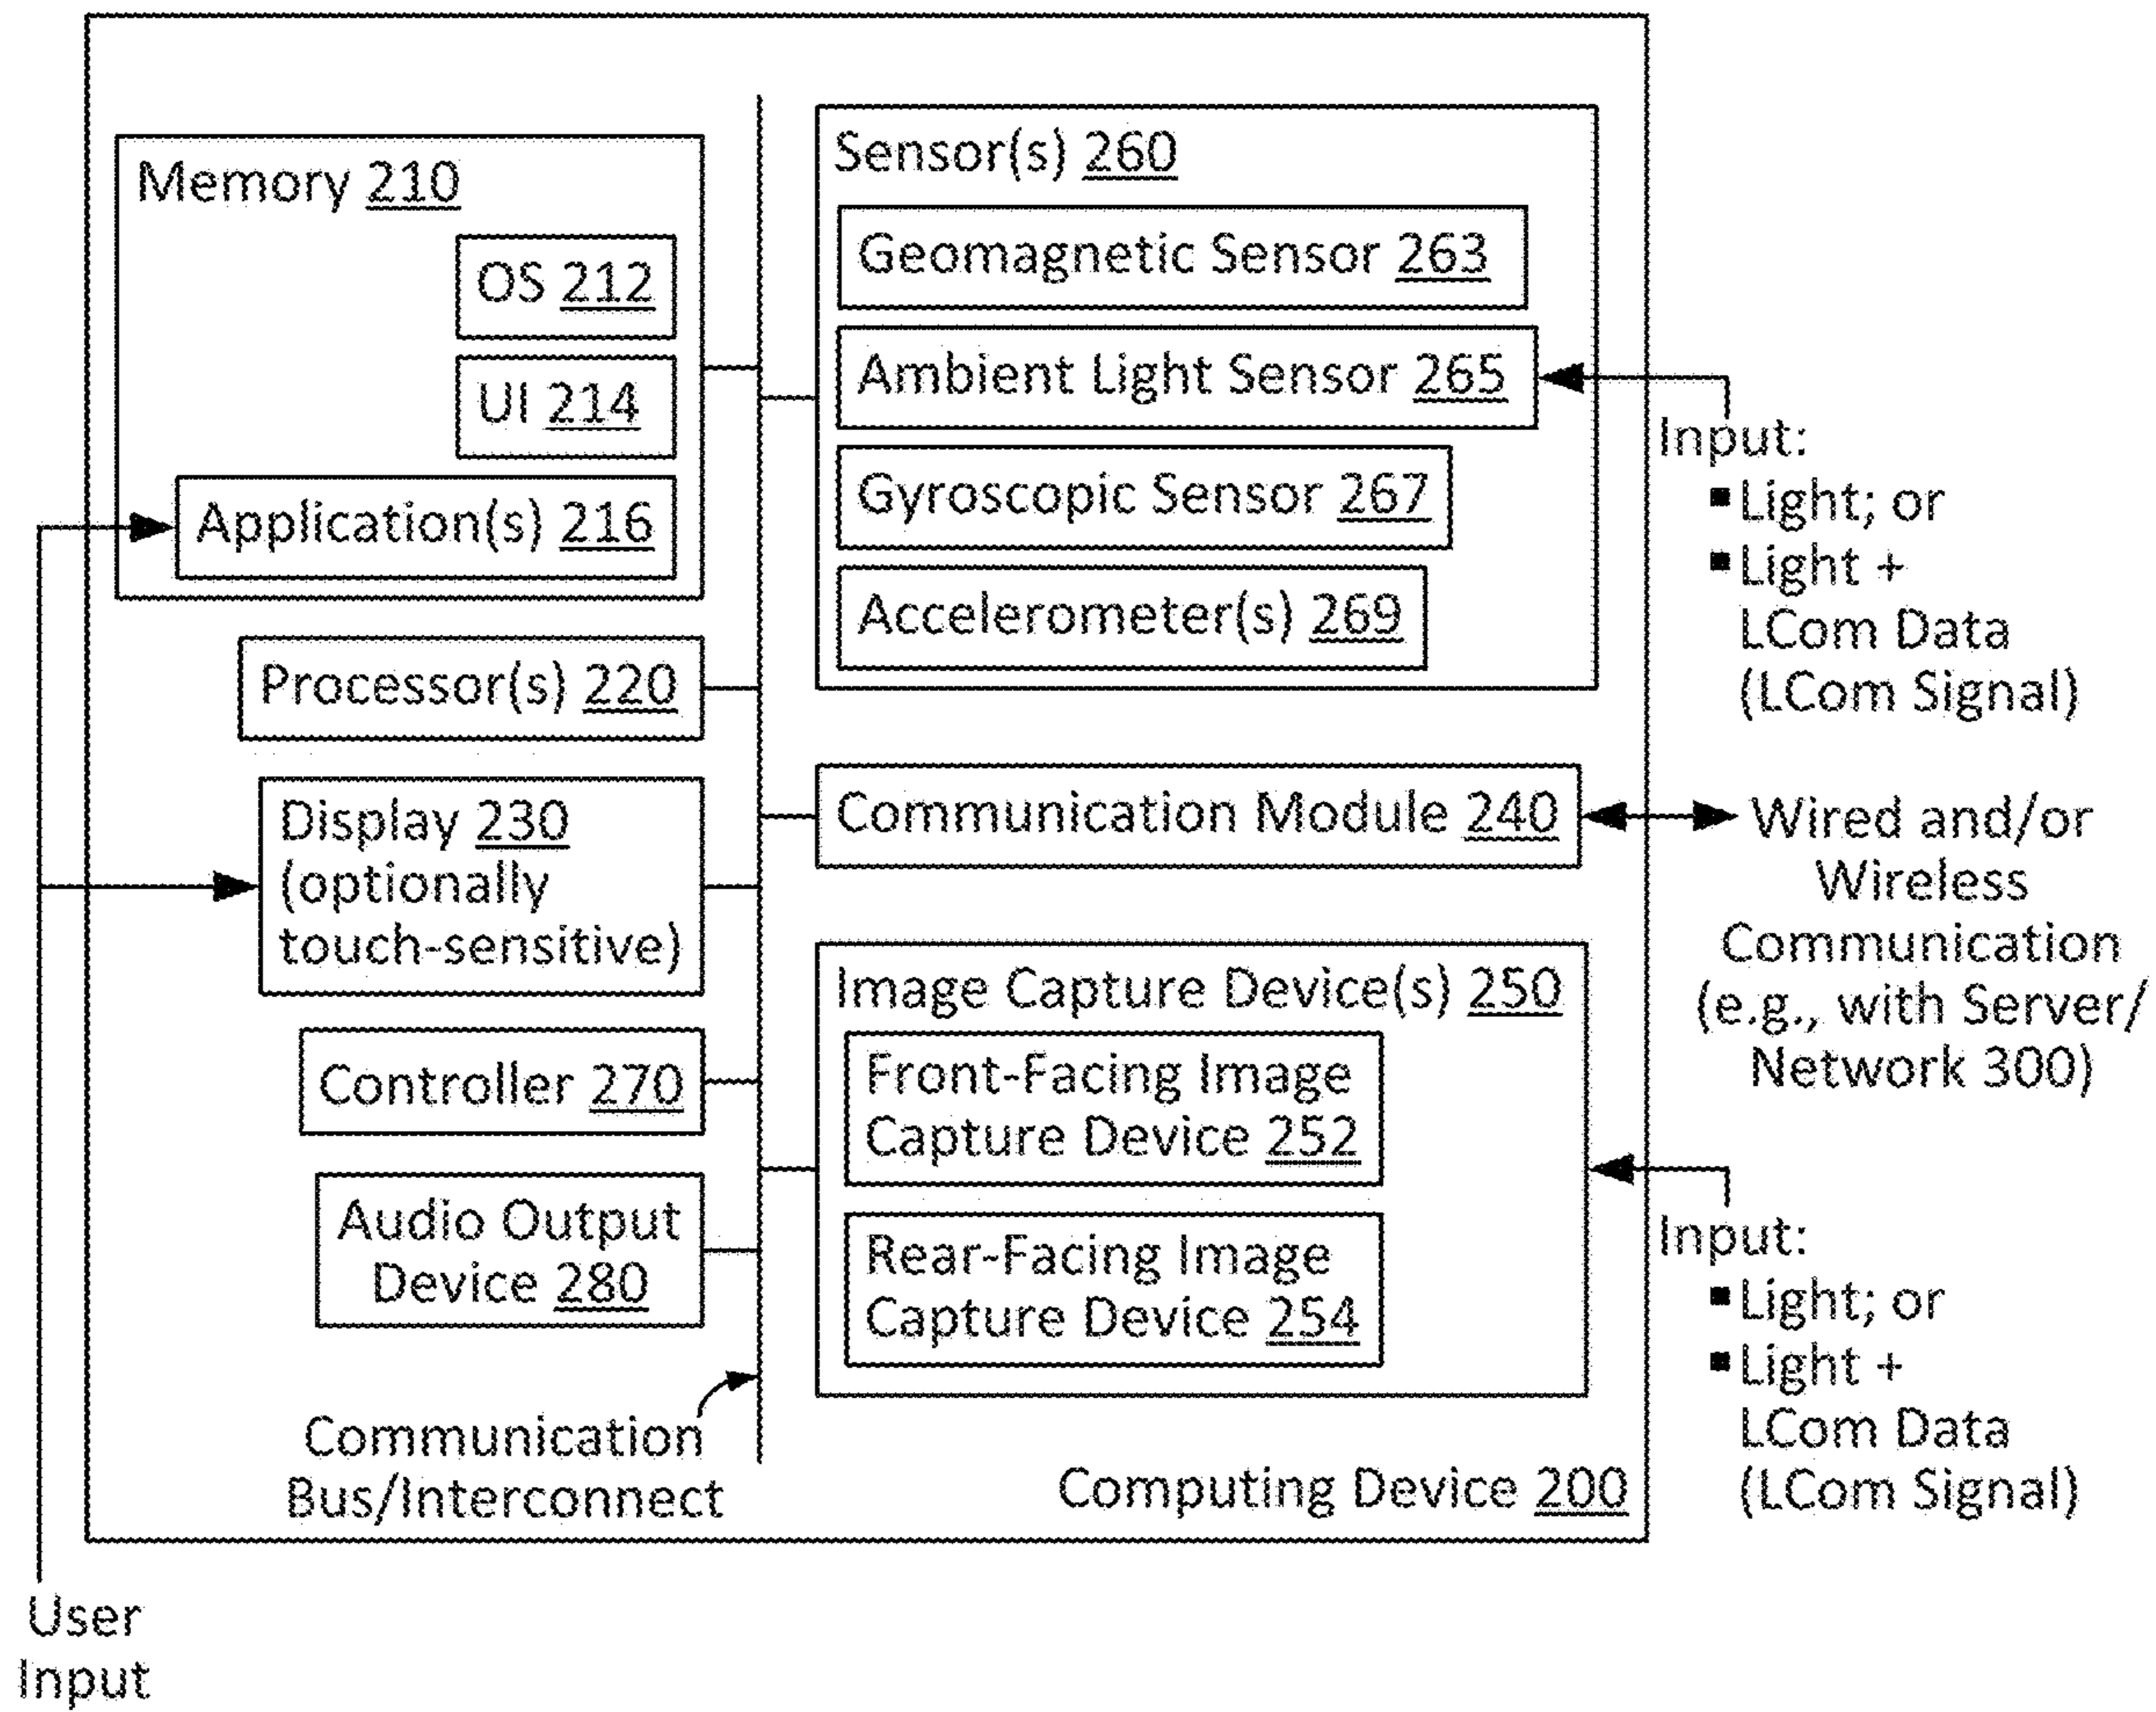 Memory 210
OS 212
UI 214
Application(s) 216
Processor(s) 220
Display 230
(optionally
touch-sensitive)
Controller 270
Audio Output
Device 280
Communication
Bus/Interconnect
User
Input
Sensor(s) 260
Geomagnetic Sensor 263
Ambient Light Sensor 265
Gyroscopic Sensor 267
Accelerometer(s) 269
Communication Module 240
Image Capture Device(s) 250
Front-Facing Image
Capture Device 252
Rear-Facing Image
Capture Device 254
Computing Device 200
Input:
▪ Light; or
▪ Light +
LCom Data
(LCom Signal)
Wired and/or
Wireless
Communication
(e.g., with Server/
Network 300)
Input:
▪ Light; or
▪ Light +
LCom Data
(LCom Signal)